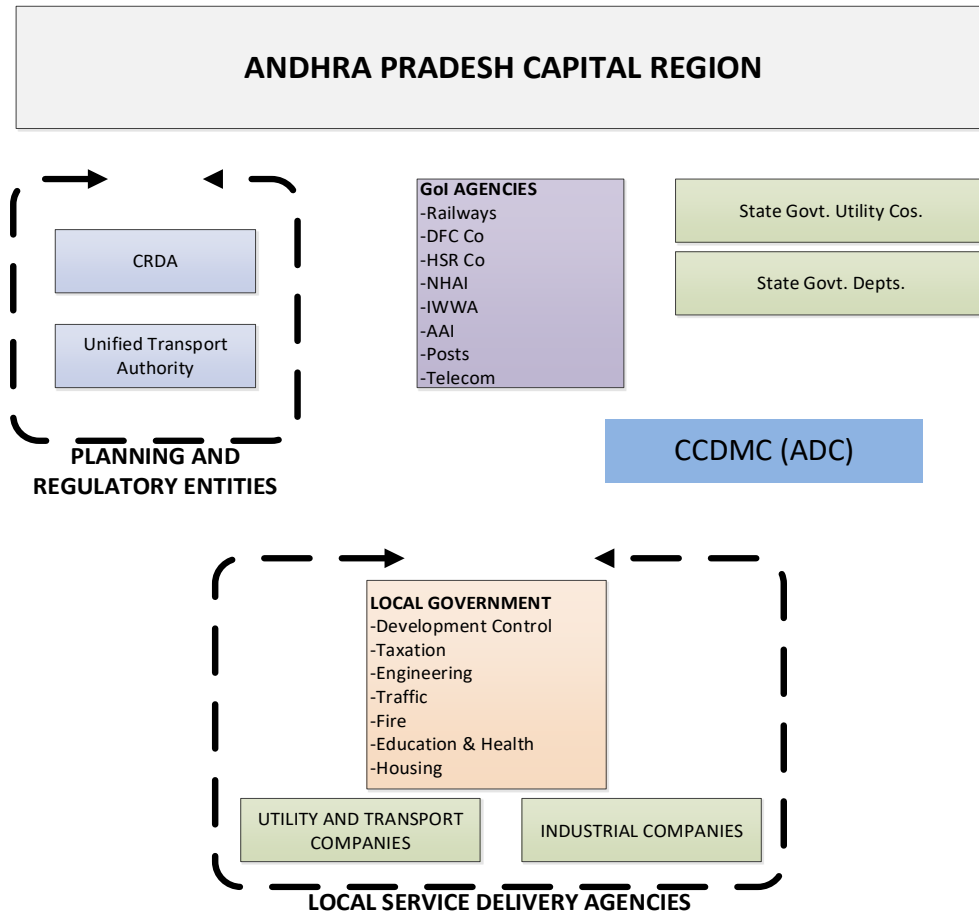 ANDHRA PRADESH CAPITAL REGION
CRDA
Unified Transport
Authority
PLANNING AND
REGULATORY ENTITIES
GoI AGENCIES
-Railways
-DFC Co
-HSR Co
-NHAI
-IWWA
-AAI
-Posts
-Telecom
State Govt. Utility Cos.
State Govt. Depts.
CCDMC (ADC)
LOCAL GOVERNMENT
-Development Control
-Taxation
-Engineering
-Traffic
-Fire
-Education & Health
-Housing
UTILITY AND TRANSPORT
COMPANIES
INDUSTRIAL COMPANIES
LOCAL SERVICE DELIVERY AGENCIES